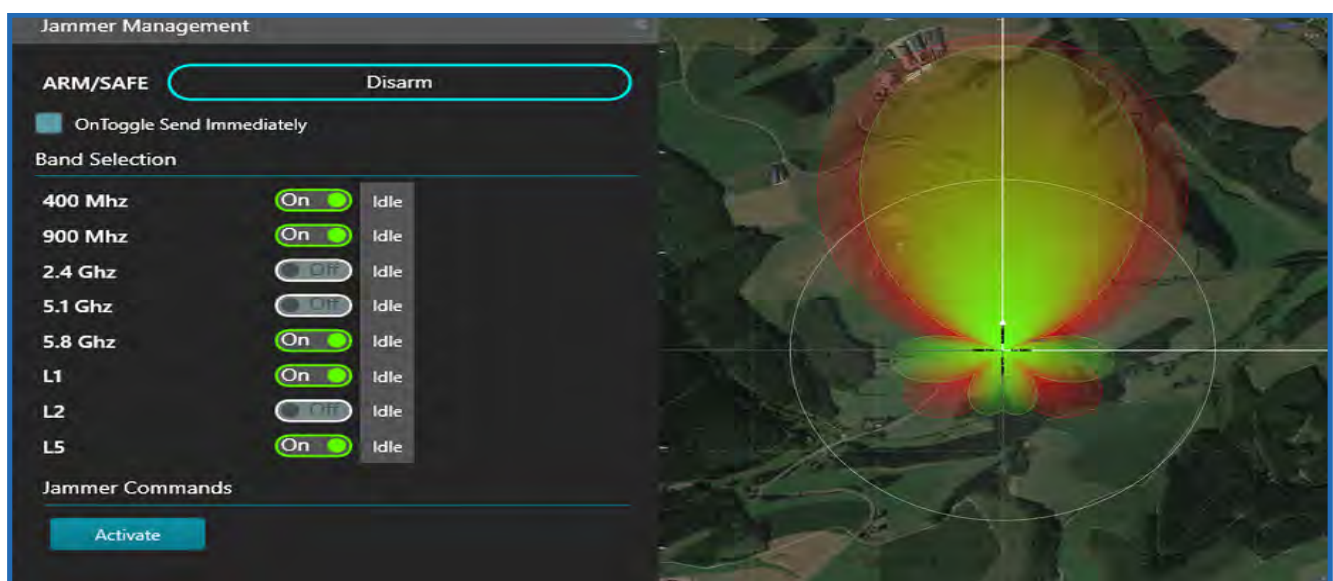 Jammer Management
ARM/SAFE Disarm
OnToggle Send Immediately
Band Selection
400 Mhz On Idle
900 Mhz On Idle
2.4 Ghz Off Idle
5.1 Ghz Off Idle
5.8 Ghz On Idle
L1 On Idle
L2 Off Idle
L5 On Idle
Jammer Commands
Activate